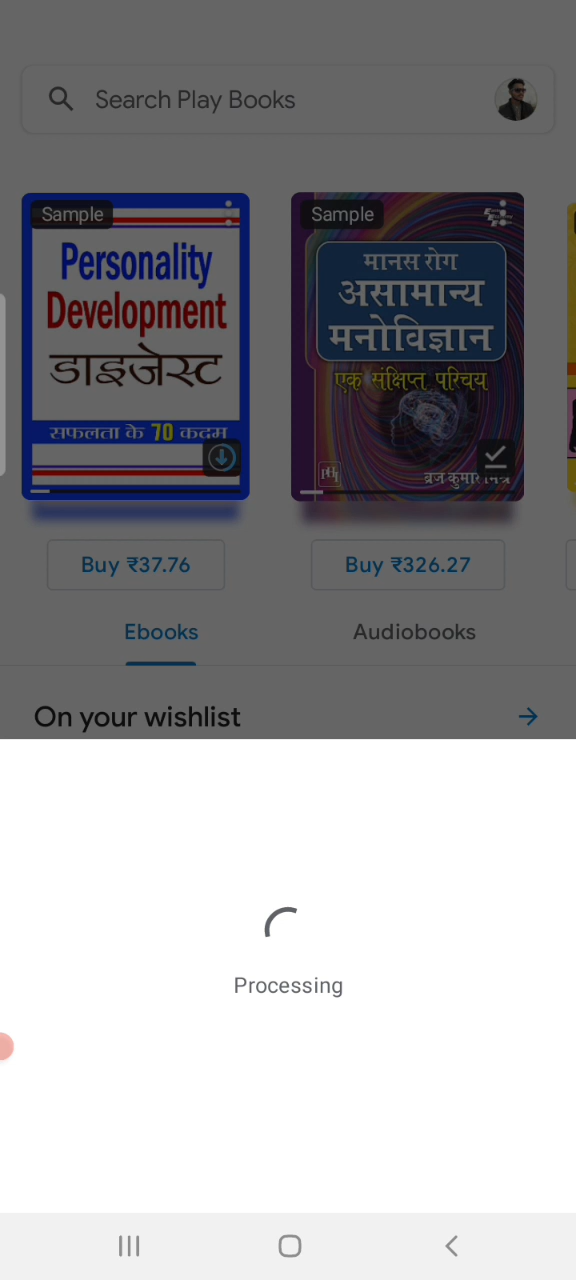 Search Play Books
Sample
Personality
Development
डाइजेस्ट
सफलता के 70 कदम
Sample
मानस रोग
असामान्य
मनोविज्ञान
एक संक्षिप्त परिचय
PHI
Buy ₹37.76
Buy ₹326.27
Ebooks
Audiobooks
On your wishlist
Processing